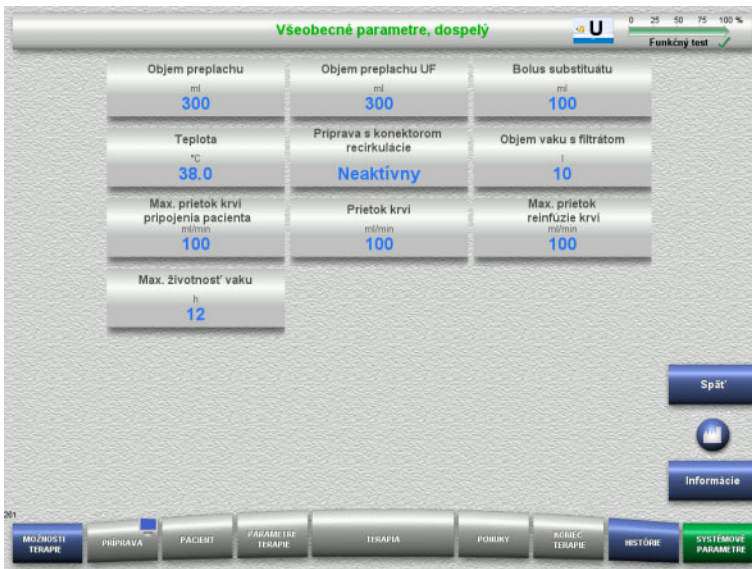 Všeobecné parametre, dospelý
U
0 25 50 75 100 %
Funkčný test
Objem preplachu
ml
300
Objem preplachu UF
ml
300
Bolus substituátu
ml
100
Teplota
°C
38.0
Príprava s konektorom
recirkulácie
Neaktívny
Objem vaku s filtrátom
l
10
Max. prietok krvi
pripojenia pacienta
ml/min
100
Prietok krvi
ml/min
100
Max. prietok
reinfúzie krvi
ml/min
100
Max. životnosť vaku
h
12
Späť
Informácie
261
MOŽNOSTI
TERAPIE
PRÍPRAVA
PACIENT
PARAMETRE
TERAPIE
TERAPIA
PONUKY
KONIEC
TERAPIE
HISTÓRIE
SYSTÉMOVÉ
PARAMETRE